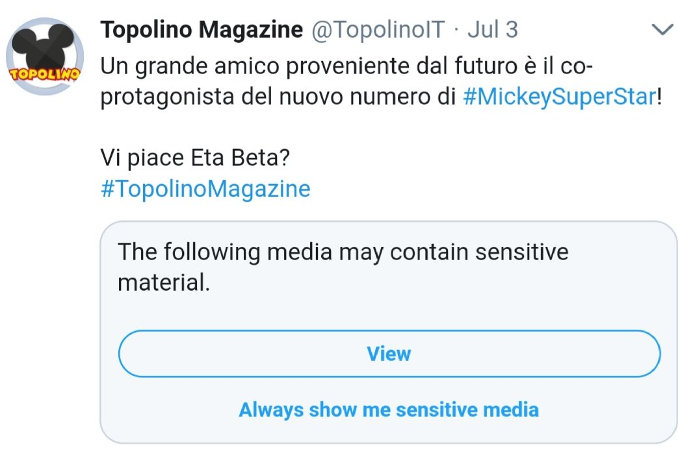 Topolino Magazine @TopolinoIT · Jul 3
TOPOLINO
Un grande amico proveniente dal futuro è il co-
protagonista del nuovo numero di #MickeySuperStar!
Vi piace Eta Beta?
#TopolinoMagazine
The following media may contain sensitive
material.
View
Always show me sensitive media